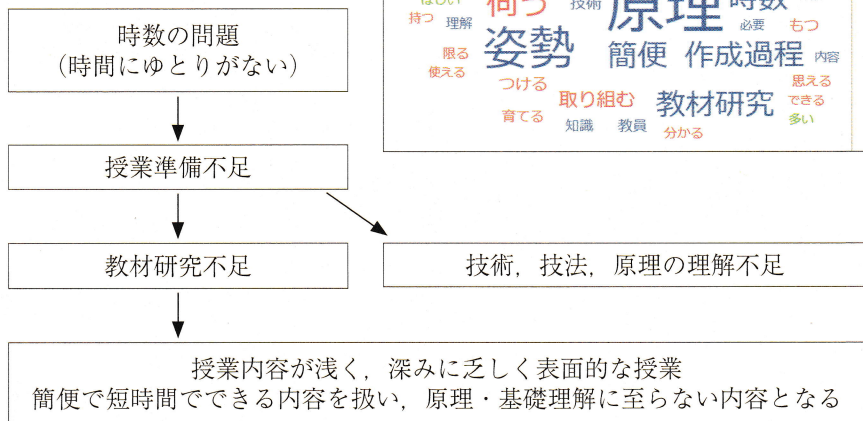 時数の問題
(時間にゆとりがない)
授業準備不足
教材研究不足
技術，技法，原理の理解不足
授業内容が浅く，深みに乏しく表面的な授業
簡便で短時間でできる内容を扱い，原理・基礎理解に至らない内容となる
持つ 理解
技術
原理
必要 もつ
限る 姿勢 簡便 作成過程 内容
使える
つける 思える
取り組む 教材研究 できる
育てる 知識 教員 分かる 多い